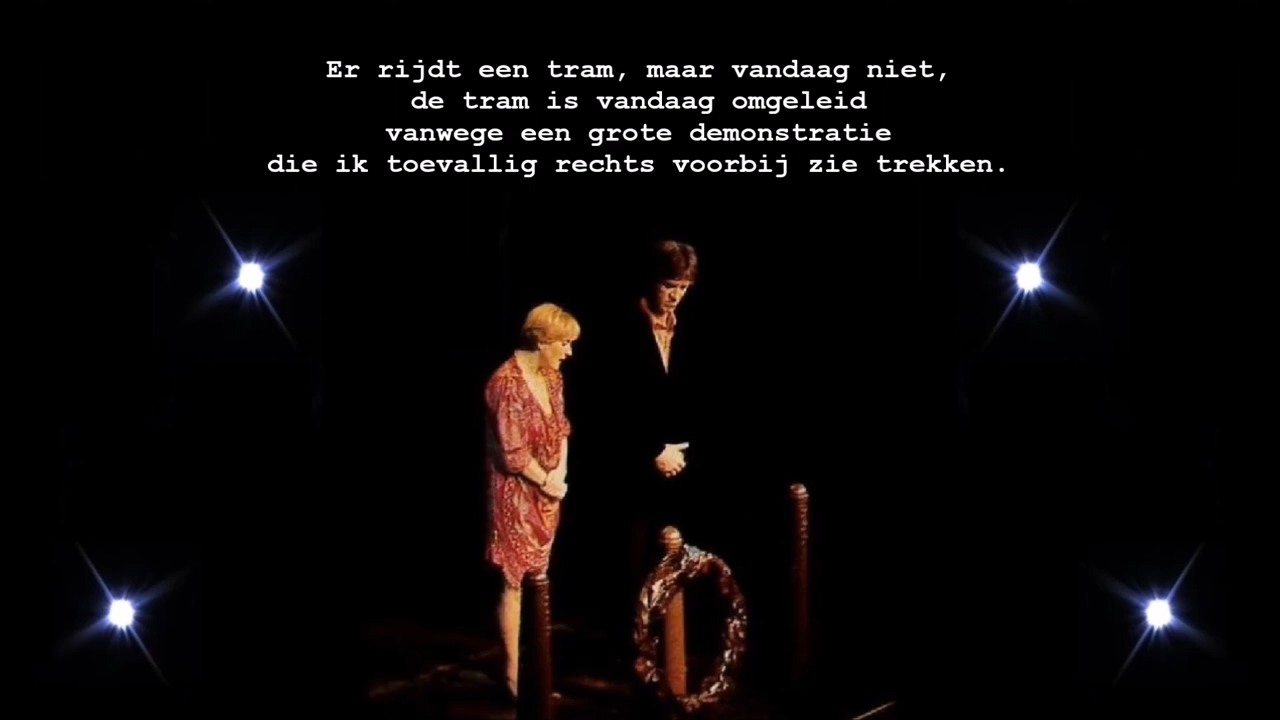 Er rijdt een tram, maar vandaag niet,
de tram is vandaag omgeleid
vanwege een grote demonstratie
die ik toevallig rechts voorbij zie trekken.